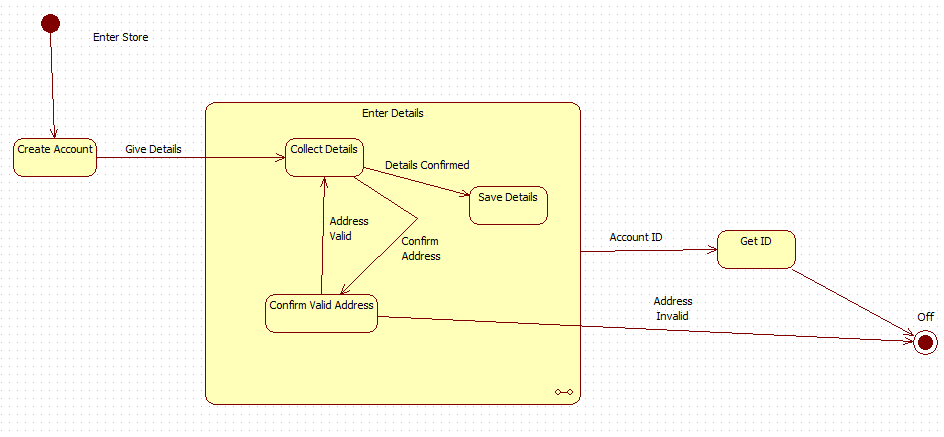 Enter Store
Enter Details
Create Account
Give Details
Collect Details
Details Confirmed
Save Details
Address
Valid
Confirm
Address
Account ID
Get ID
Confirm Valid Address
Address
Invalid
Off